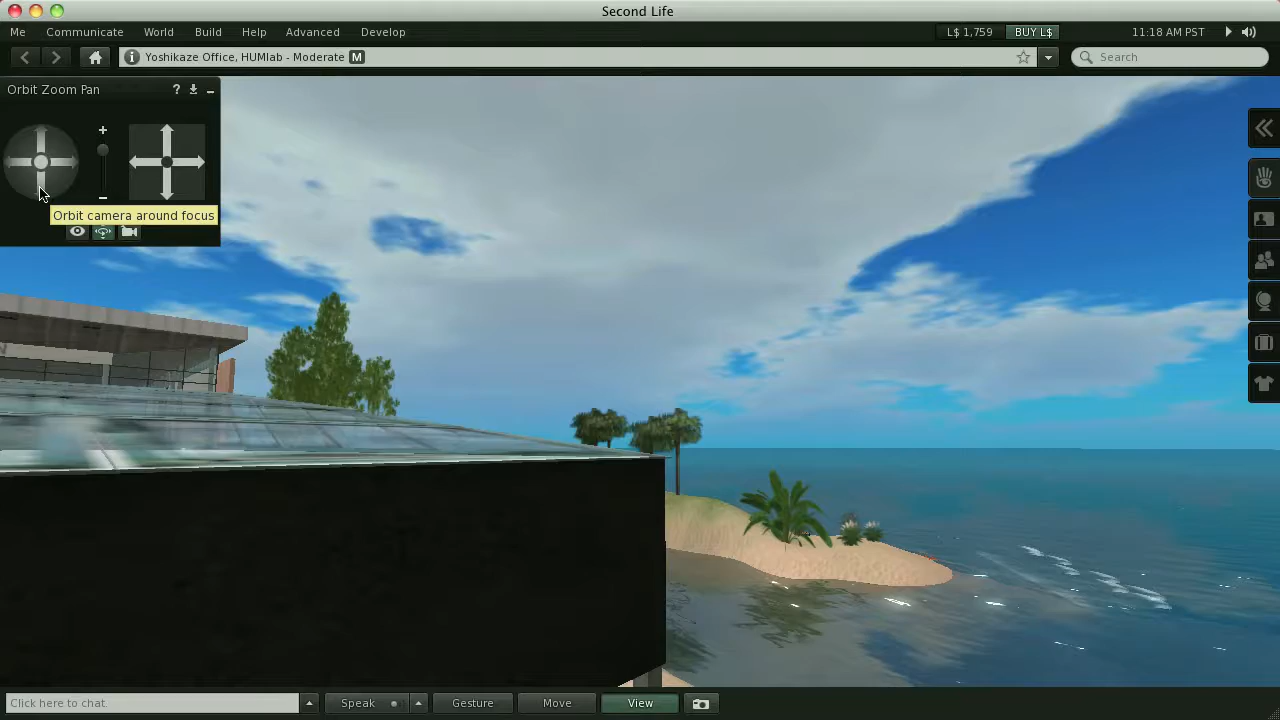 Second Life
Me Communicate World Build Help Advanced Develop L$ 1,759 BUY L$ 11:18 AM PST
Yoshikaze Office, HUMlab - Moderate M Search
Orbit Zoom Pan ?
Orbit camera around focus
Click here to chat. Speak Gesture Move View